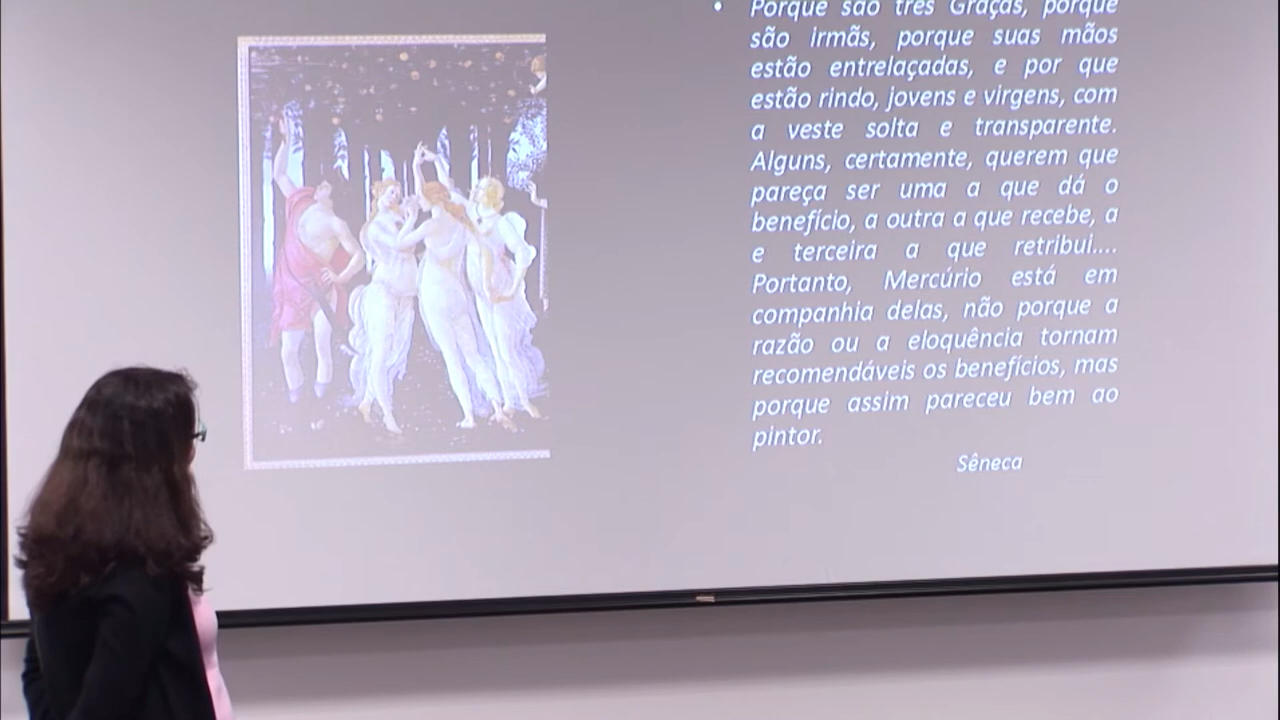 • Porque são três Graças, porque
são irmãs, porque suas mãos
estão entrelaçadas, e por que
estão rindo, jovens e virgens, com
a veste solta e transparente.
Alguns, certamente, querem que
pareça ser uma a que dá o
benefício, a outra a que recebe, a
e terceira a que retribui....
Portanto, Mercúrio está em
companhia delas, não porque a
razão ou a eloquência tornam
recomendáveis os benefícios, mas
porque assim pareceu bem ao
pintor.
Sêneca